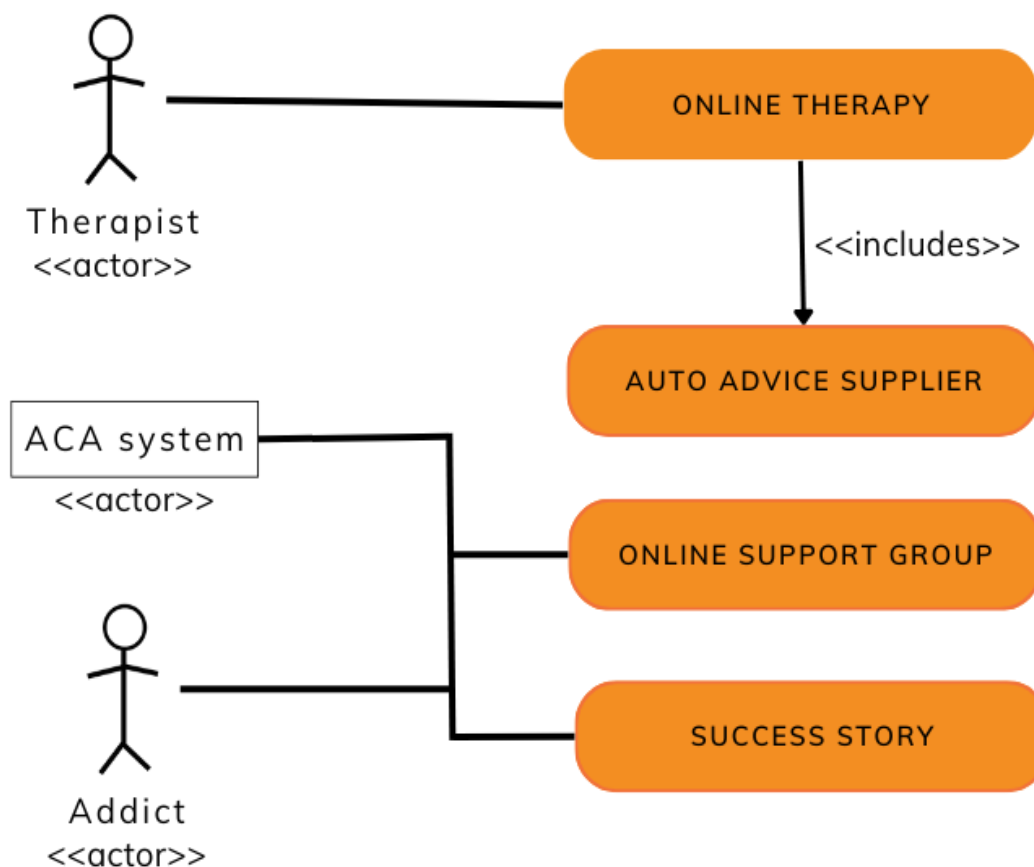 ONLINE THERAPY
Therapist
<<actor>>
<<includes>>
AUTO ADVICE SUPPLIER
ACA system
<<actor>>
ONLINE SUPPORT GROUP
SUCCESS STORY
Addict
<<actor>>